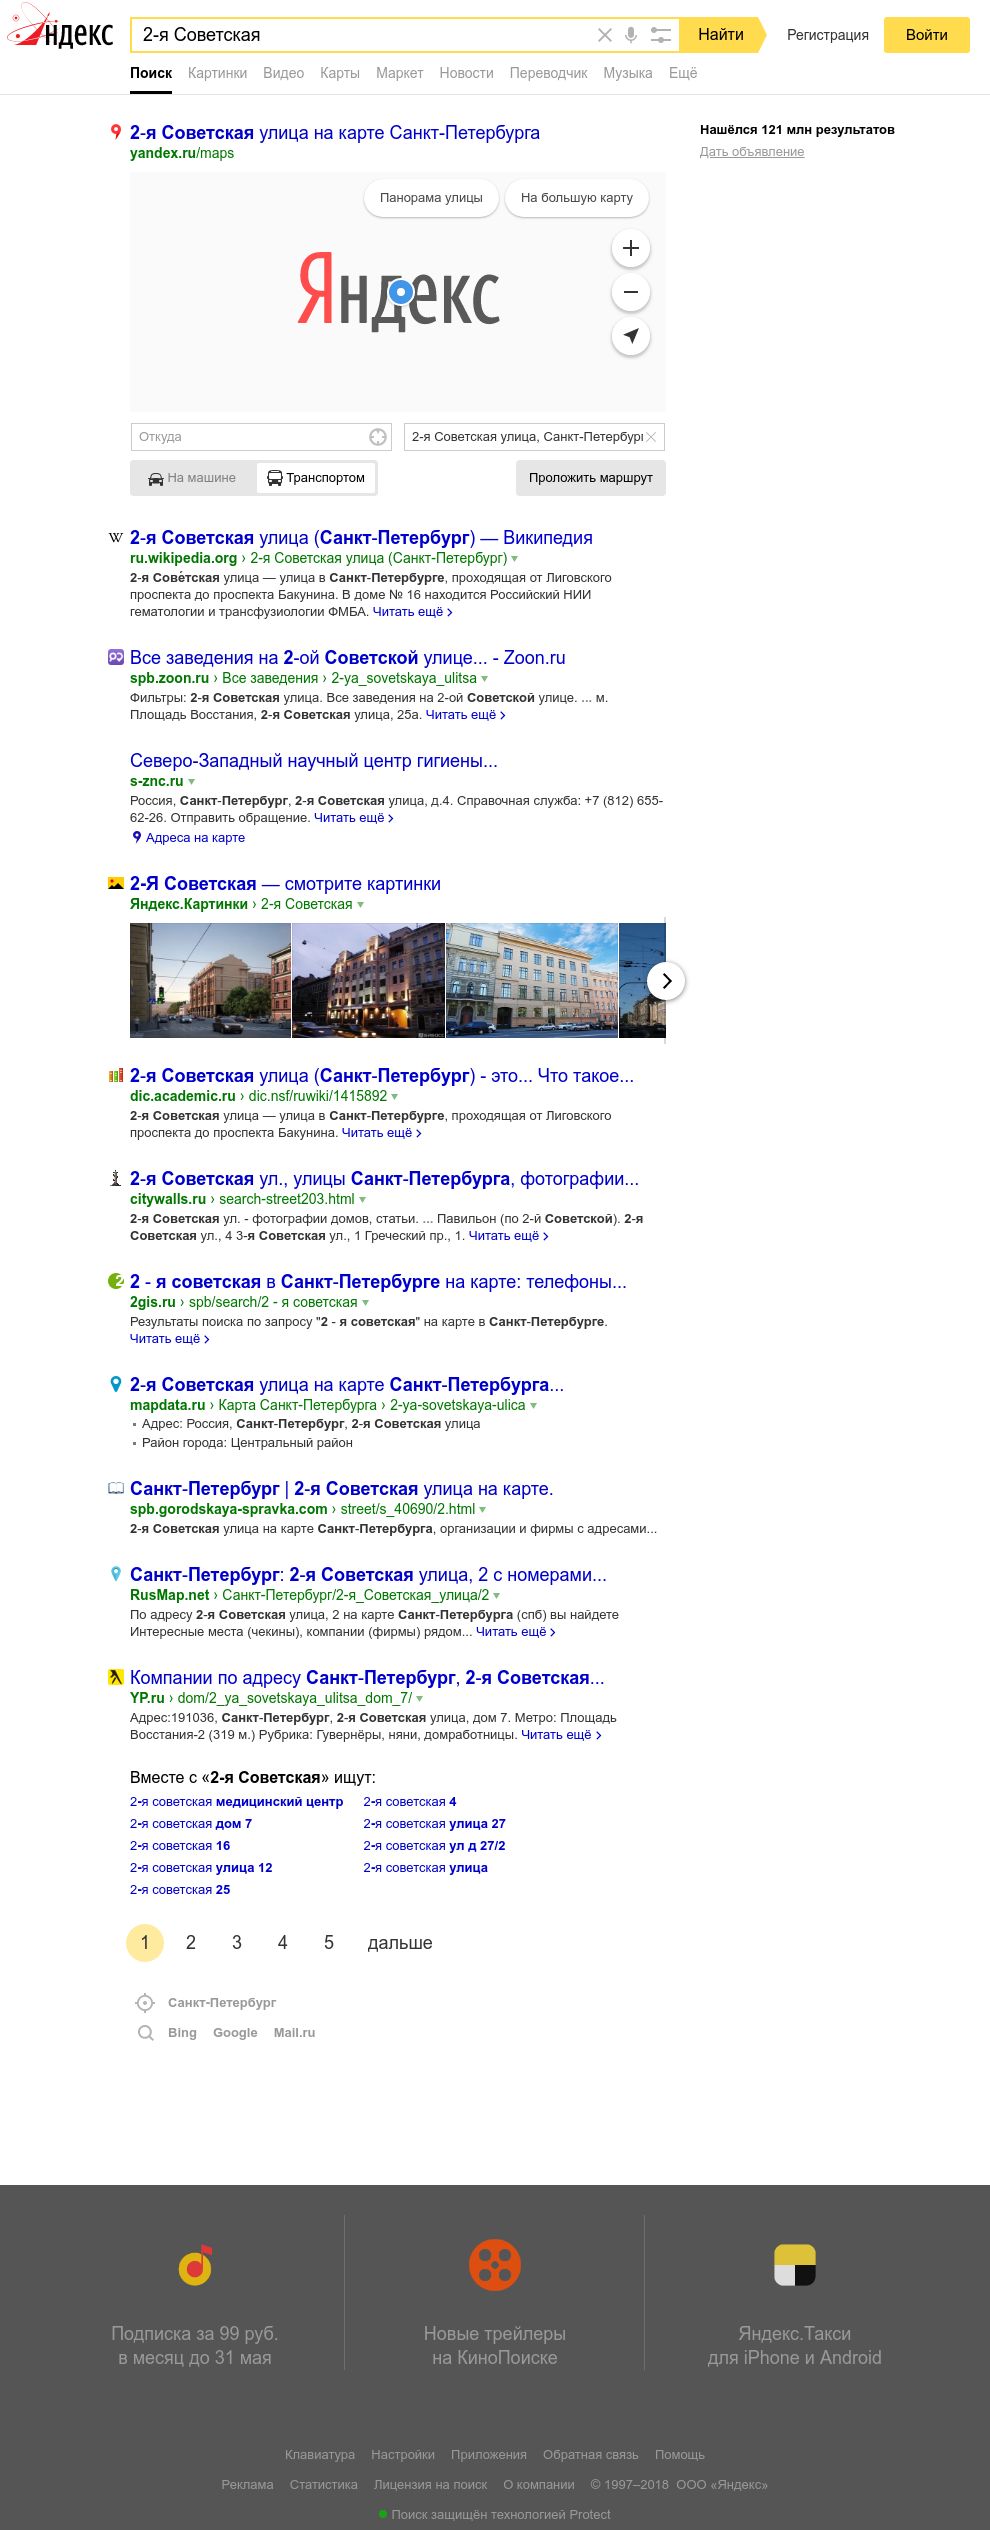 Яндекс
2-я Советская
Найти
Регистрация
Войти
Поиск Картинки Видео Карты Маркет Новости Переводчик Музыка Ещё
2-я Советская улица на карте Санкт-Петербурга
yandex.ru/maps
Нашёлся 121 млн результатов
Дать объявление
Панорама улицы
На большую карту
Яндекс
Откуда
2-я Советская улица, Санкт-Петербург
На машине
Транспортом
Проложить маршрут
2-я Советская улица (Санкт-Петербург) — Википедия
ru.wikipedia.org › 2-я Советская улица (Санкт-Петербург)
2-я Сове́тская улица — улица в Санкт-Петербурге, проходящая от Лиговского
проспекта до проспекта Бакунина. В доме № 16 находится Российский НИИ
гематологии и трансфузиологии ФМБА. Читать ещё ›
Все заведения на 2-ой Советской улице... - Zoon.ru
spb.zoon.ru › Все заведения › 2-ya_sovetskaya_ulitsa
Фильтры: 2-я Советская улица. Все заведения на 2-ой Советской улице. ... м.
Площадь Восстания, 2-я Советская улица, 25а. Читать ещё ›
Северо-Западный научный центр гигиены...
s-znc.ru
Россия, Санкт-Петербург, 2-я Советская улица, д.4. Справочная служба: +7 (812) 655-
62-26. Отправить обращение. Читать ещё ›
Адреса на карте
2-Я Советская — смотрите картинки
Яндекс.Картинки › 2-я Советская
2-я Советская улица (Санкт-Петербург) - это... Что такое...
dic.academic.ru › dic.nsf/ruwiki/1415892
2-я Советская улица — улица в Санкт-Петербурге, проходящая от Лиговского
проспекта до проспекта Бакунина. Читать ещё ›
2-я Советская ул., улицы Санкт-Петербурга, фотографии...
citywalls.ru › search-street203.html
2-я Советская ул. - фотографии домов, статьи. ... Павильон (по 2-й Советской). 2-я
Советская ул., 4 3-я Советская ул., 1 Греческий пр., 1. Читать ещё ›
2 - я советская в Санкт-Петербурге на карте: телефоны...
2gis.ru › spb/search/2 - я советская
Результаты поиска по запросу "2 - я советская" на карте в Санкт-Петербурге.
Читать ещё ›
2-я Советская улица на карте Санкт-Петербурга...
mapdata.ru › Карта Санкт-Петербурга › 2-ya-sovetskaya-ulica
▪ Адрес: Россия, Санкт-Петербург, 2-я Советская улица
▪ Район города: Центральный район
Санкт-Петербург | 2-я Советская улица на карте.
spb.gorodskaya-spravka.com › street/s_40690/2.html
2-я Советская улица на карте Санкт-Петербурга, организации и фирмы с адресами...
Санкт-Петербург: 2-я Советская улица, 2 с номерами...
RusMap.net › Санкт-Петербург/2-я_Советская_улица/2
По адресу 2-я Советская улица, 2 на карте Санкт-Петербурга (спб) вы найдете
Интересные места (чекины), компании (фирмы) рядом... Читать ещё ›
Компании по адресу Санкт-Петербург, 2-я Советская...
YP.ru › dom/2_ya_sovetskaya_ulitsa_dom_7/
Адрес:191036, Санкт-Петербург, 2-я Советская улица, дом 7. Метро: Площадь
Восстания-2 (319 м.) Рубрика: Гувернёры, няни, домработницы. Читать ещё ›
Вместе с «2-я Советская» ищут:
2-я советская медицинский центр 2-я советская 4
2-я советская дом 7 2-я советская улица 27
2-я советская 16 2-я советская ул д 27/2
2-я советская улица 12 2-я советская улица
2-я советская 25
1 2 3 4 5 дальше
Санкт-Петербург
Bing Google Mail.ru
Подписка за 99 руб.
в месяц до 31 мая
Новые трейлеры
на КиноПоиске
Яндекс.Такси
для iPhone и Android
Клавиатура Настройки Приложения Обратная связь Помощь
Реклама Статистика Лицензия на поиск О компании © 1997–2018 ООО «Яндекс»
Поиск защищён технологией Protect